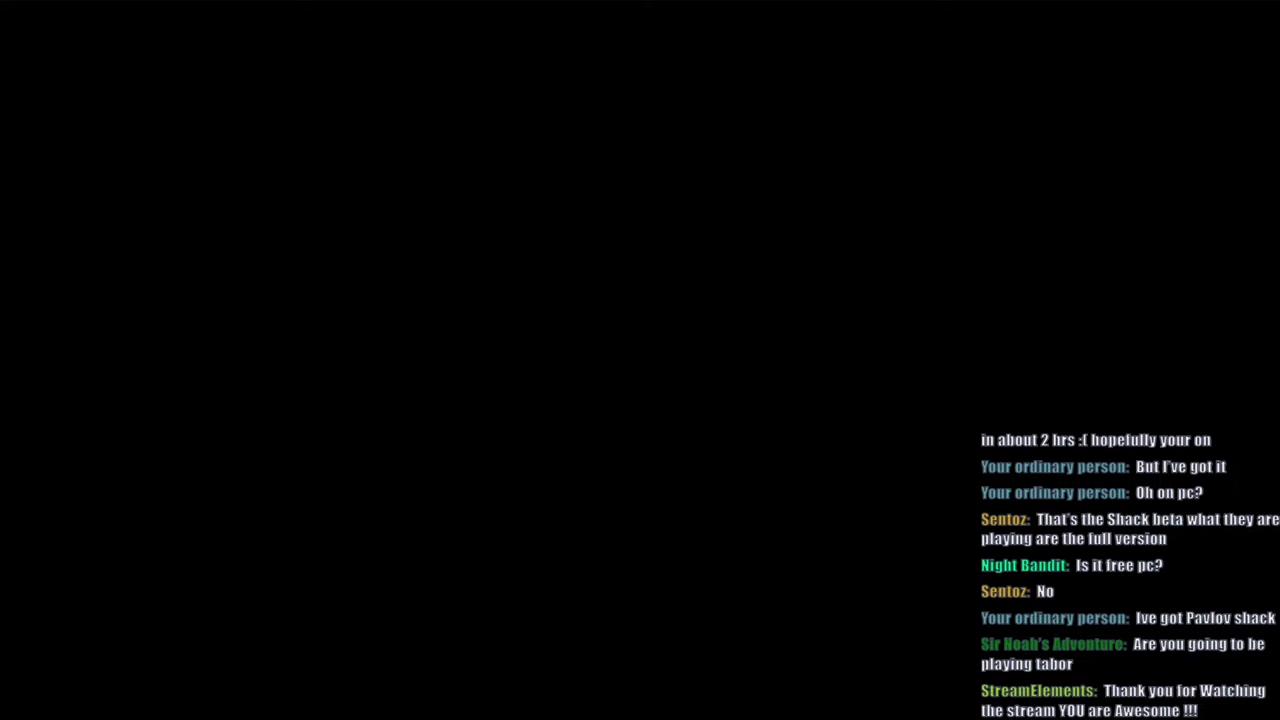 in about 2 hrs :( hopefully your on
Your ordinary person: But I've got it
Your ordinary person: Oh on pc?
Sentoz: That's the Shack beta what they are
playing are the full version
Night Bandit: Is it free pc?
Sentoz: No
Your ordinary person: Ive got Pavlov shack
Sir Noah's Adventure: Are you going to be
playing tabor
StreamElements: Thank you for Watching
the stream YOU are Awesome !!!